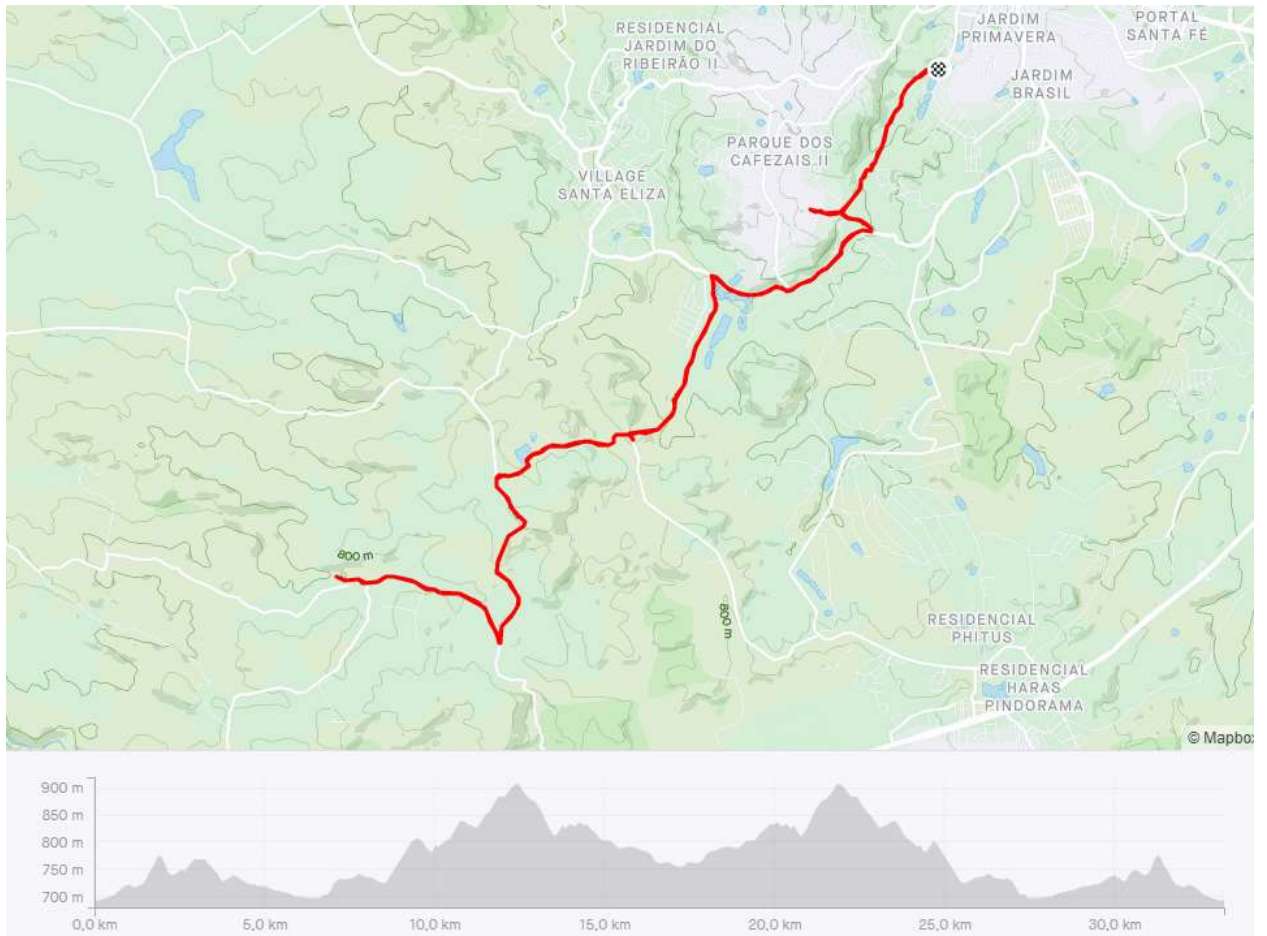 RESIDENCIAL
JARDIM DO
RIBEIRÃO II
JARDIM
PRIMAVERA
PORTAL
SANTA FÉ
JARDIM
BRASIL
PARQUE DOS
CAFEZAIS II
VILLAGE
SANTA ELIZA
800 m
800 m
RESIDENCIAL
PHITUS
RESIDENCIAL
HARAS
PINDORAMA
© Mapbox
900 m
850 m
800 m
750 m
700 m
0,0 km
5,0 km
10,0 km
15,0 km
20,0 km
25,0 km
30,0 km